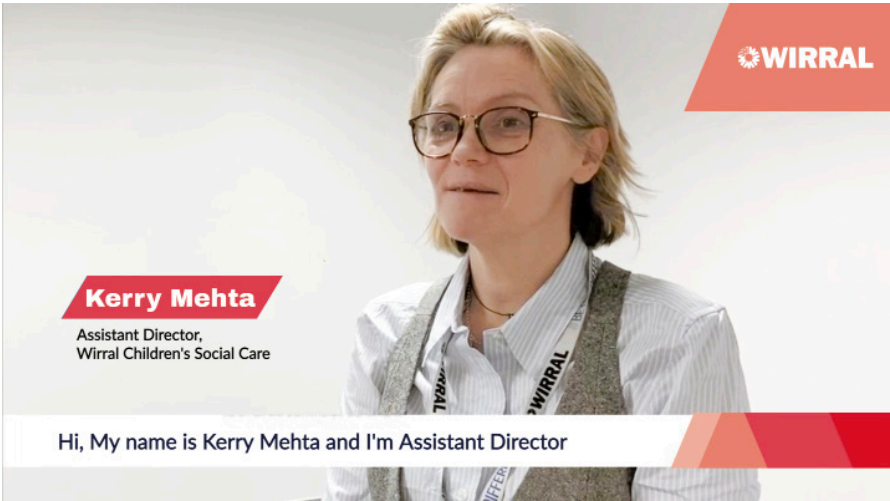 WIRRAL
Kerry Mehta
Assistant Director,
Wirral Children's Social Care
WIRRAL
WIRRAL
Hi, My name is Kerry Mehta and I'm Assistant Director